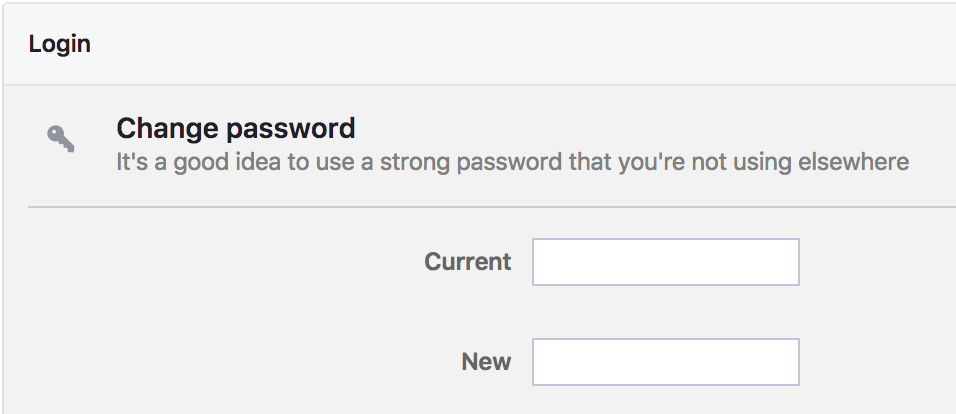 Login
Change password
It's a good idea to use a strong password that you're not using elsewhere
Current
New